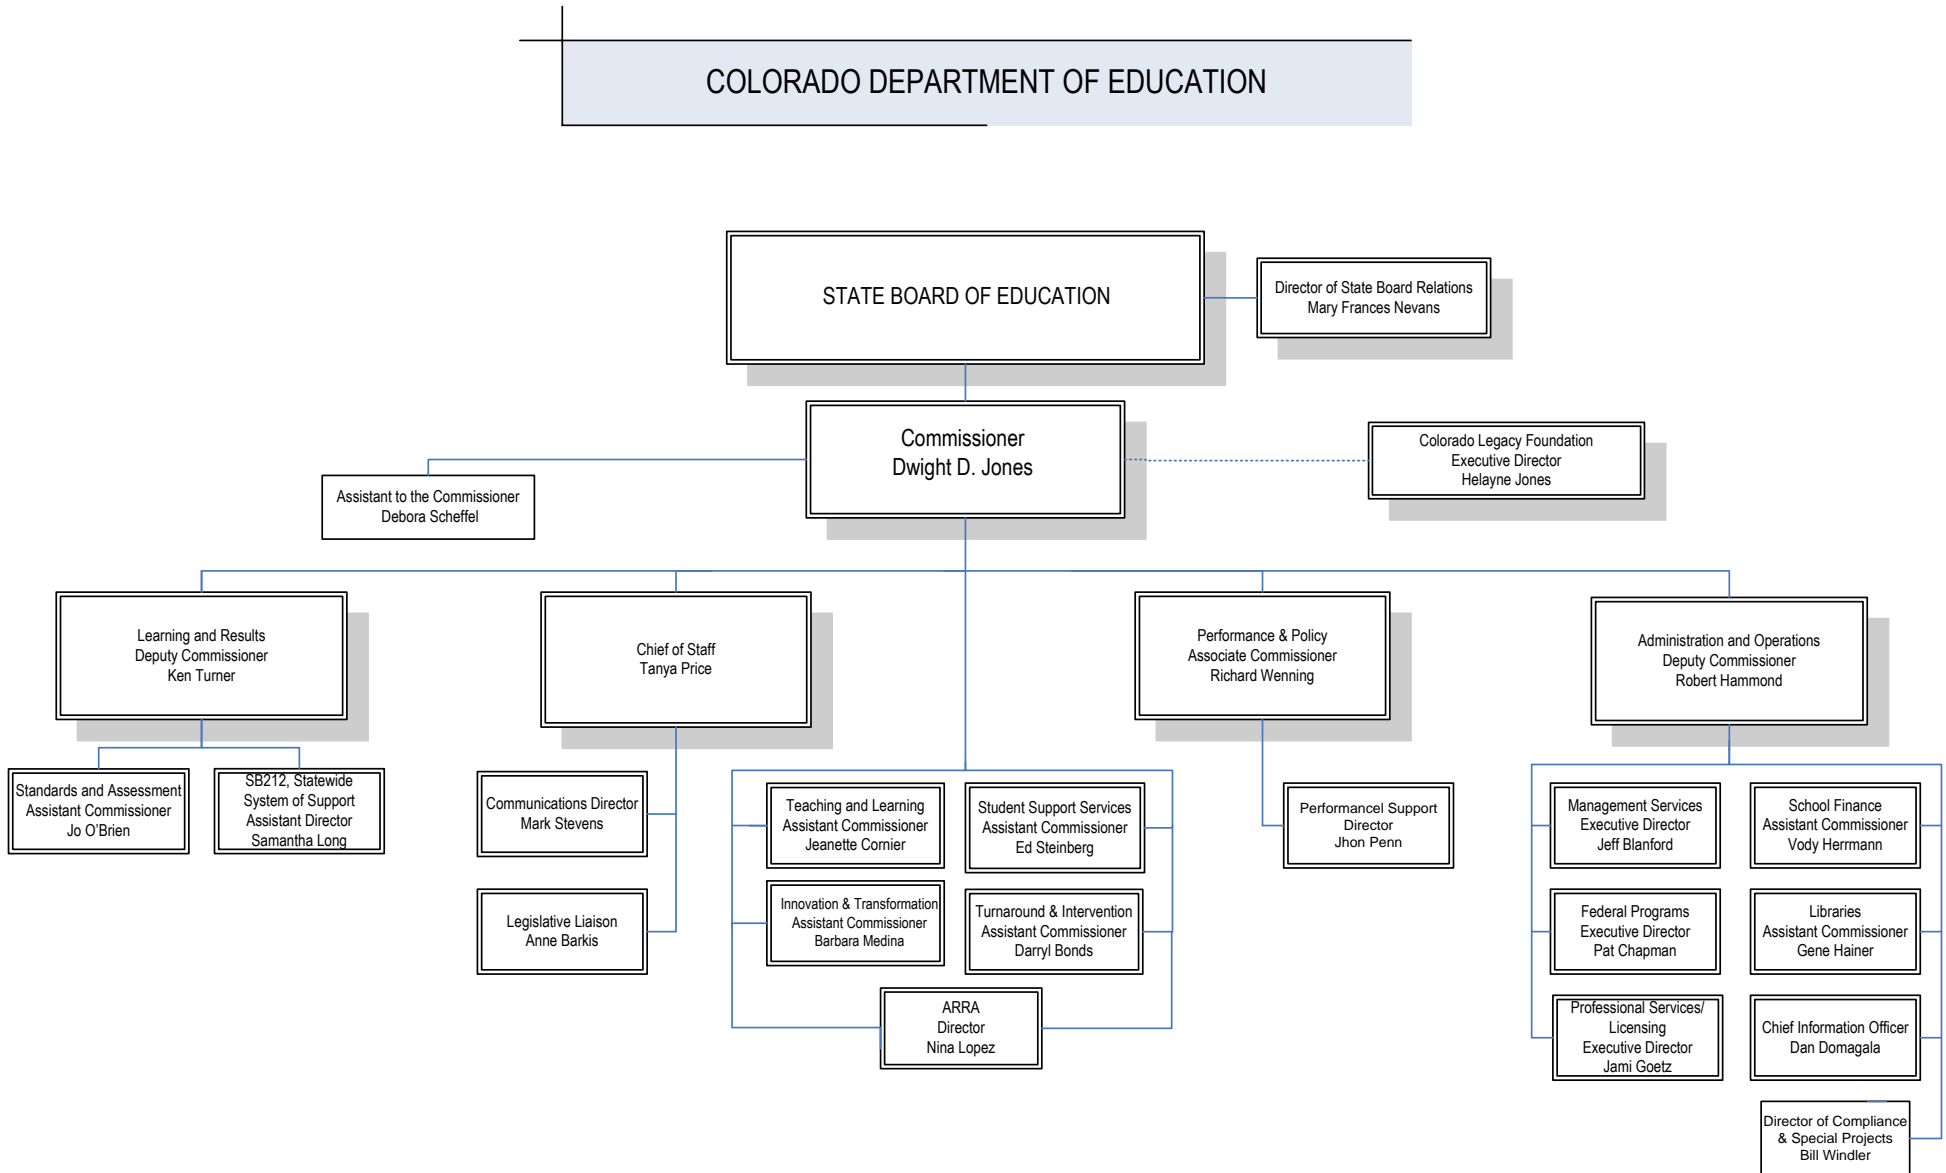 COLORADO DEPARTMENT OF EDUCATION
STATE BOARD OF EDUCATION
Director of State Board Relations
Mary Frances Nevans
Commissioner
Dwight D. Jones
Colorado Legacy Foundation
Executive Director
Helayne Jones
Assistant to the Commissioner
Debora Scheffel
Learning and Results
Deputy Commissioner
Ken Turner
Chief of Staff
Tanya Price
Performance & Policy
Associate Commissioner
Richard Wenning
Administration and Operations
Deputy Commissioner
Robert Hammond
Standards and Assessment
Assistant Commissioner
Jo O'Brien
SB212, Statewide
System of Support
Assistant Director
Samantha Long
Communications Director
Mark Stevens
Legislative Liaison
Anne Barkis
Teaching and Learning
Assistant Commissioner
Jeanette Cornier
Student Support Services
Assistant Commissioner
Ed Steinberg
Innovation & Transformation
Assistant Commissioner
Barbara Medina
Turnaround & Intervention
Assistant Commissioner
Darryl Bonds
ARRA
Director
Nina Lopez
Performancel Support
Director
Jhon Penn
Management Services
Executive Director
Jeff Blanford
School Finance
Assistant Commissioner
Vody Herrmann
Federal Programs
Executive Director
Pat Chapman
Libraries
Assistant Commissioner
Gene Hainer
Professional Services/
Licensing
Executive Director
Jami Goetz
Chief Information Officer
Dan Domagala
Director of Compliance
& Special Projects
Bill Windler